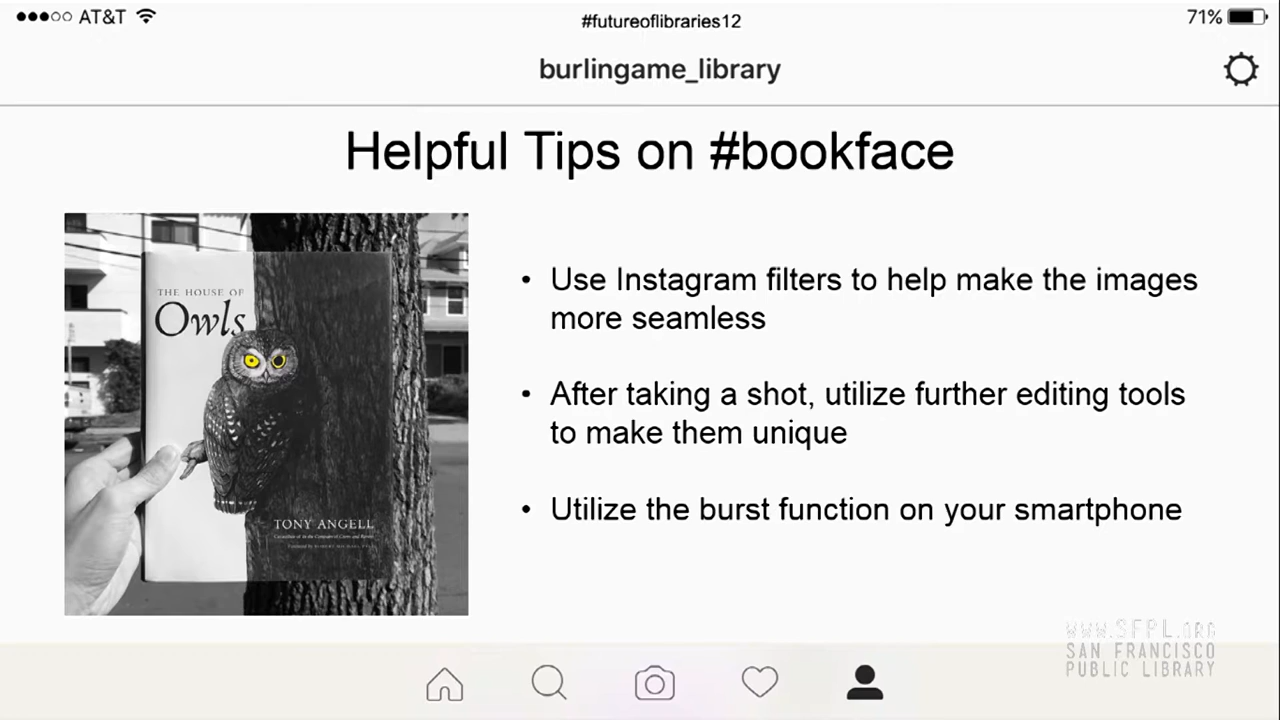 AT&T
#futureoflibraries12
71%
burlingame_library
Helpful Tips on #bookface
THE HOUSE OF
Owls
TONY ANGELL
• Use Instagram filters to help make the images
more seamless
• After taking a shot, utilize further editing tools
to make them unique
• Utilize the burst function on your smartphone
WWW.SFPL.ORG
SAN FRANCISCO
PUBLIC LIBRARY